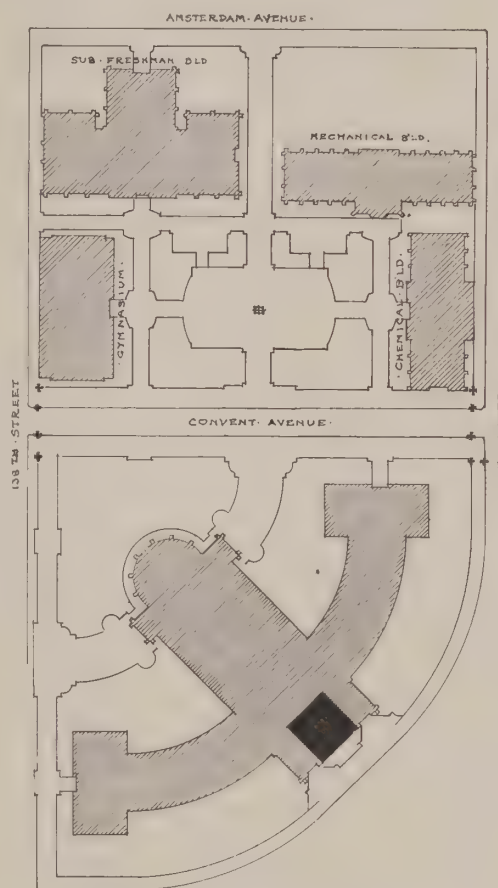 AMSTERDAM · AVENUE ·
SUB · FRESHMAN BLD
MECHANICAL B'LD.
· GYMNASIUM.
· CHEMICAL · B'LD ·
138TH · STREET
CONVENT · AVENUE ·